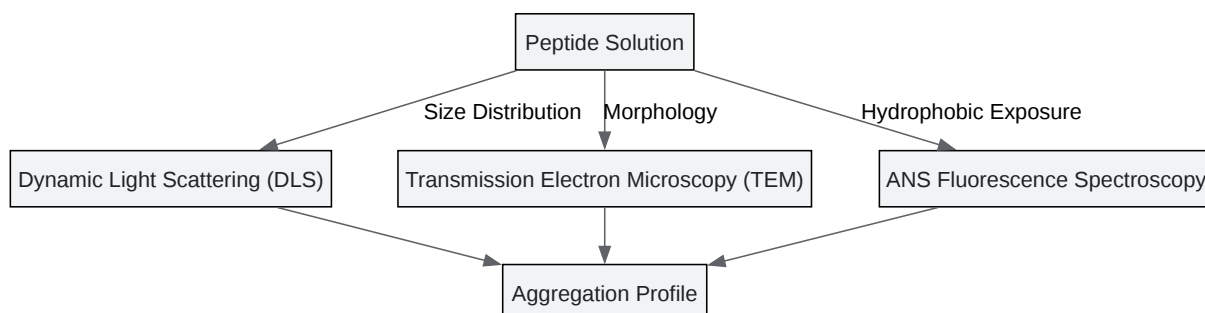 Peptide Solution
Size Distribution
Morphology
Hydrophobic Exposure
Dynamic Light Scattering (DLS)
Transmission Electron Microscopy (TEM)
ANS Fluorescence Spectroscopy
Aggregation Profile